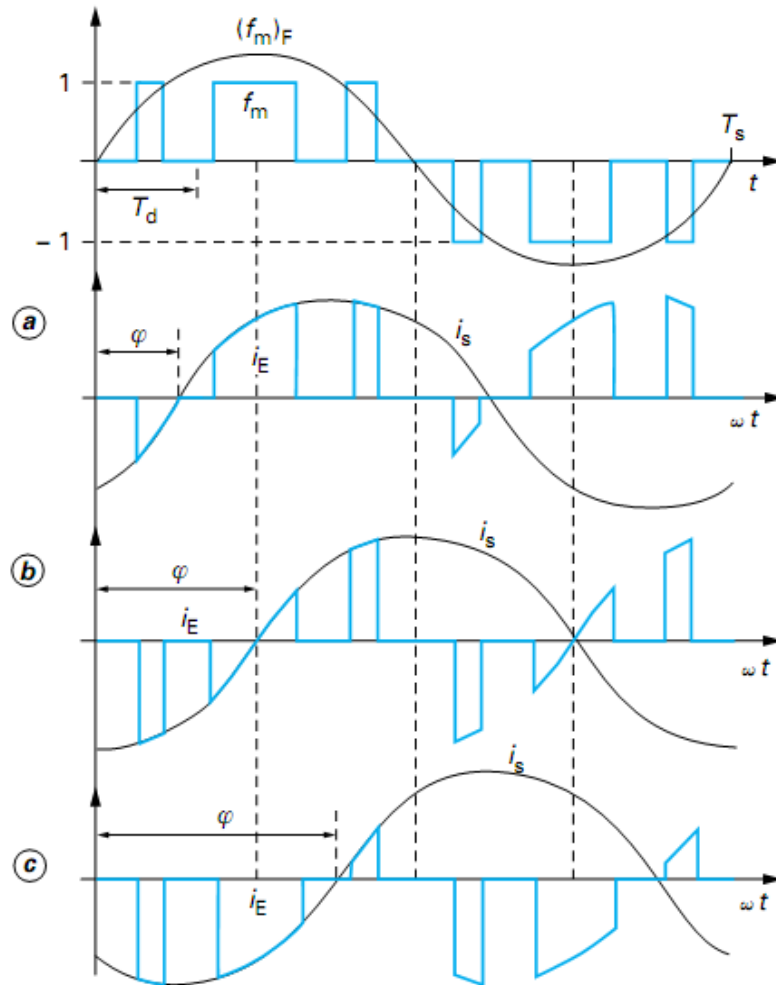 (fm)F
1
fm
Ts
t
Td
– 1
a
φ
is
iE
ω t
b
φ
is
iE
ω t
is
φ
c
iE
ω t